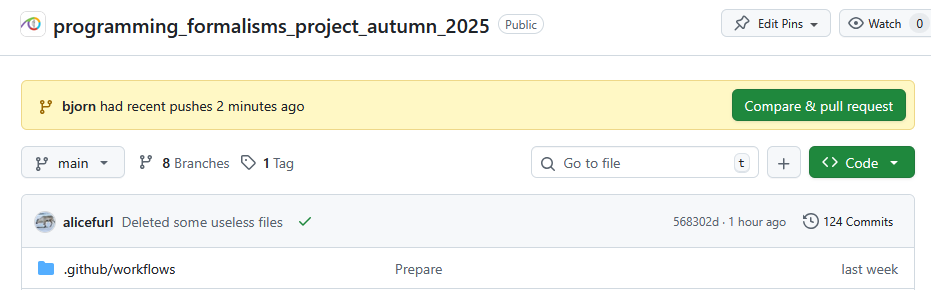 programming_formalisms_project_autumn_2025 Public Edit Pins Watch 0
bjorn had recent pushes 2 minutes ago Compare & pull request
main 8 Branches 1 Tag Go to file t Code
alicefurl Deleted some useless files 568302d · 1 hour ago 124 Commits
.github/workflows Prepare last week